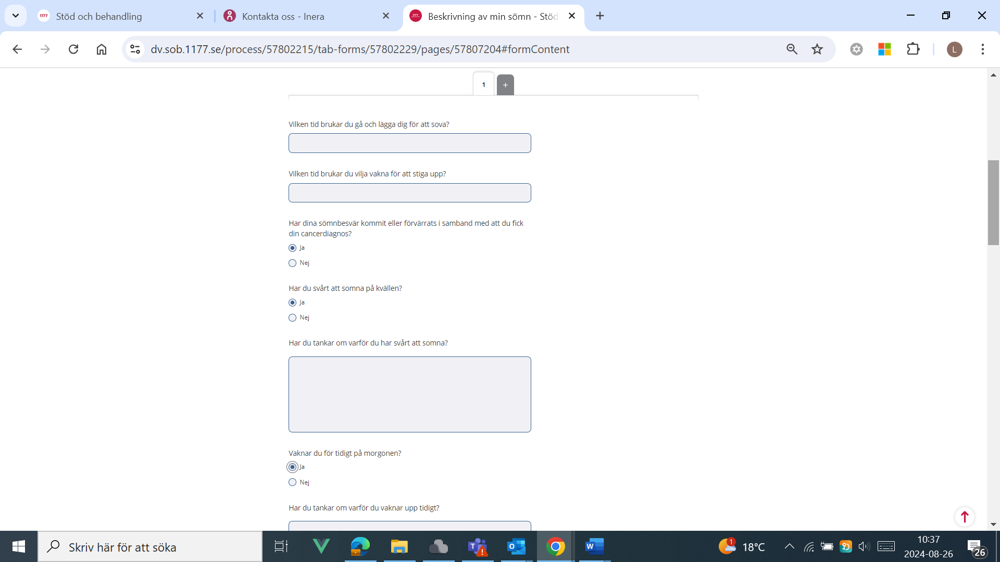 1177 Stöd och behandling
Kontakta oss - Inera
Beskrivning av min sömn - Stöd
dv.sob.1177.se/process/57802215/tab-forms/57802229/pages/57807204#formContent
L
1 +
Vilken tid brukar du gå och lägga dig för att sova?
Vilken tid brukar du vilja vakna för att stiga upp?
Har dina sömnbesvär kommit eller förvärrats i samband med att du fick
din cancerdiagnos?
Ja
Nej
Har du svårt att somna på kvällen?
Ja
Nej
Har du tankar om varför du har svårt att somna?
Vaknar du för tidigt på morgonen?
Ja
Nej
Har du tankar om varför du vaknar upp tidigt?
Skriv här för att söka
1 18°C
10:37
2024-08-26
26